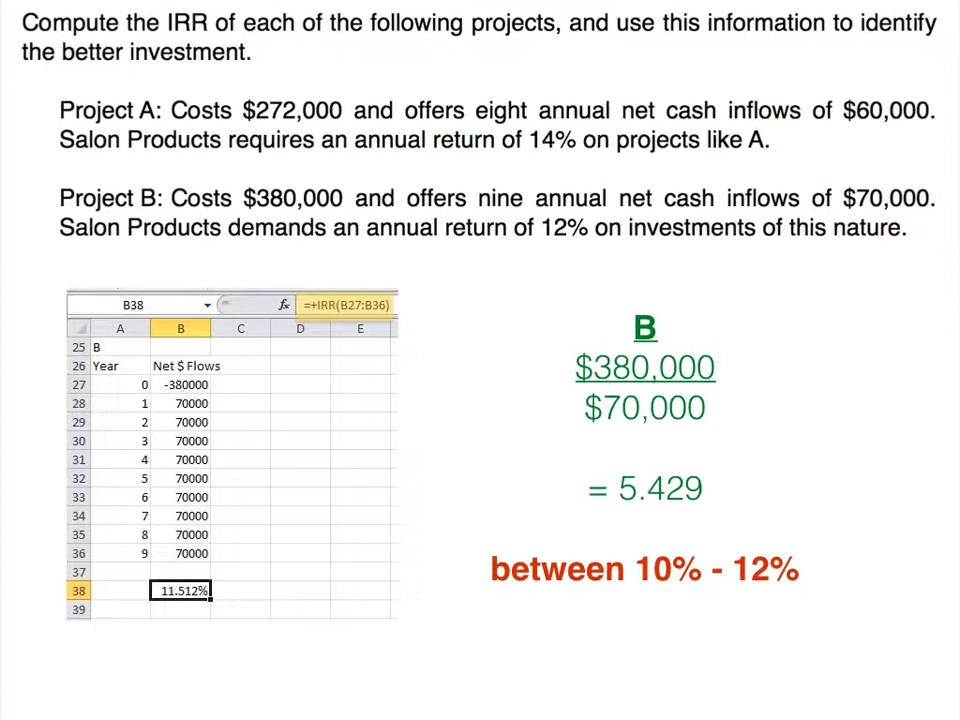 Compute the IRR of each of the following projects, and use this information to identify
the better investment.
Project A: Costs $272,000 and offers eight annual net cash inflows of $60,000.
Salon Products requires an annual return of 14% on projects like A.
Project B: Costs $380,000 and offers nine annual net cash inflows of $70,000.
Salon Products demands an annual return of 12% on investments of this nature.
B38 fx =+IRR(B27:B36)
A B C D E
25 B
26 Year Net $ Flows
27 0 -380000
28 1 70000
29 2 70000
30 3 70000
31 4 70000
32 5 70000
33 6 70000
34 7 70000
35 8 70000
36 9 70000
37
38 11.512%
39
B
$380,000
$70,000
= 5.429
between 10% - 12%